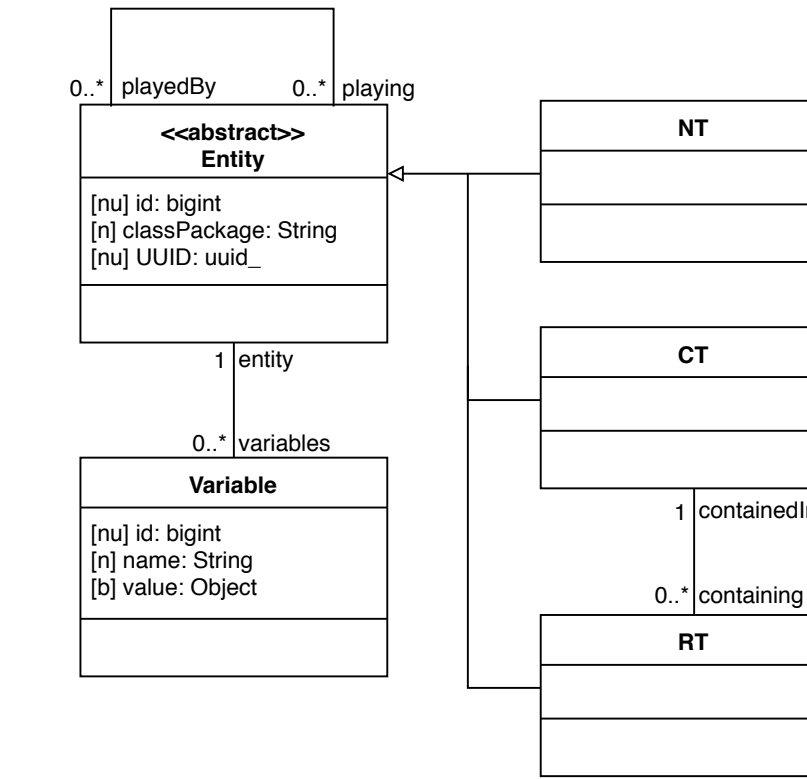 0..* playedBy
0..* playing
<<abstract>>
Entity
[nu] id: bigint
[n] classPackage: String
[nu] UUID: uuid_
1 entity
0..* variables
Variable
[nu] id: bigint
[n] name: String
[b] value: Object
NT
CT
1
0..* containing
RT